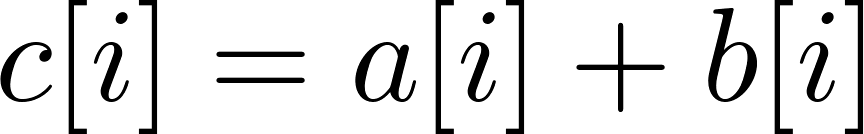 c[i] = a[i] + b[i]